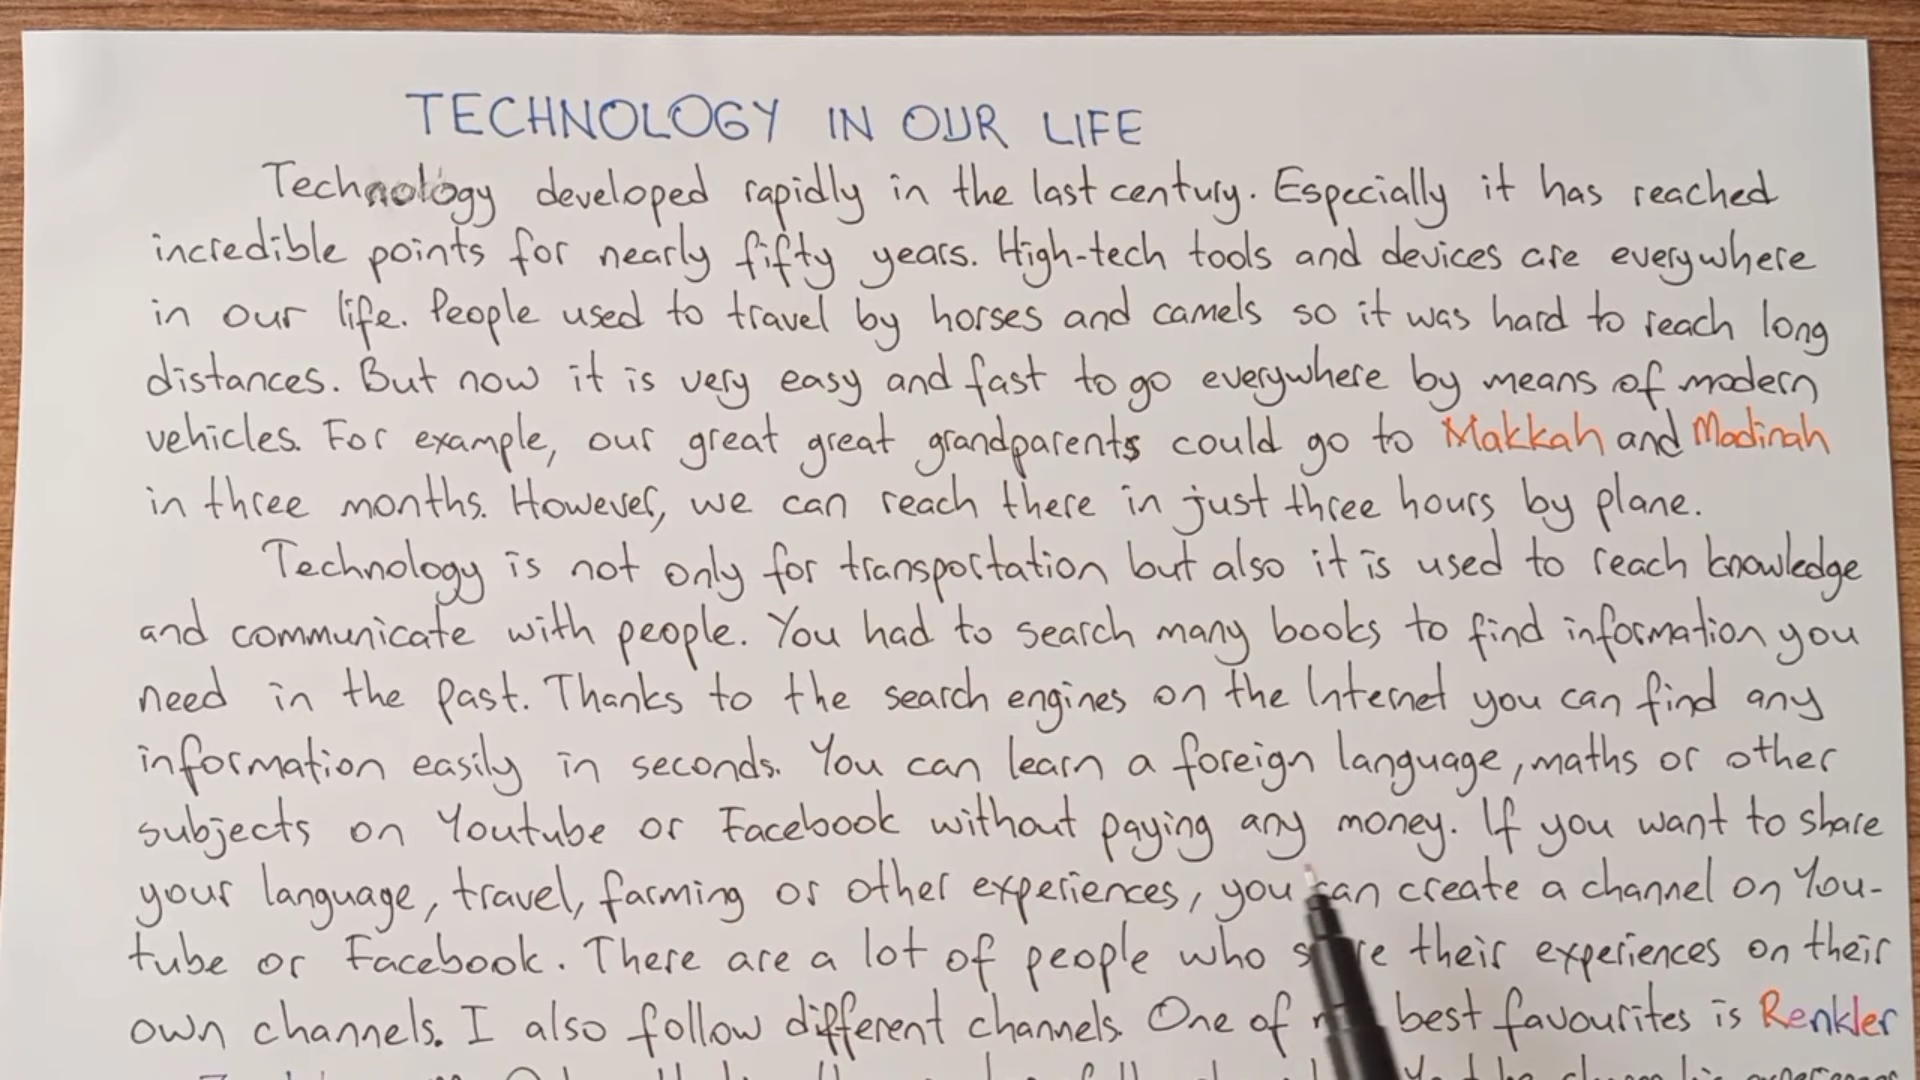 TECHNOLOGY IN OUR LIFE
Technology developed rapidly in the last century. Especially it has reached
incredible points for nearly fifty years. High-tech tools and devices are everywhere
in our life. People used to travel by horses and camels so it was hard to reach long
distances. But now it is very easy and fast to go everywhere by means of modern
vehicles. For example, our great great grandparents could go to Makkah and Madinah
in three months. However, we can reach there in just three hours by plane.
Technology is not only for transportation but also it is used to reach knowledge
and communicate with people. You had to search many books to find information you
need in the past. Thanks to the search engines on the Internet you can find any
information easily in seconds. You can learn a foreign language, maths or other
subjects on Youtube or Facebook without paying any money. If you want to share
your language, travel, farming or other experiences, you can create a channel on You-
tube or Facebook. There are a lot of people who their experiences on their
own channels. I also follow different channels. One of best favourites is Renkler